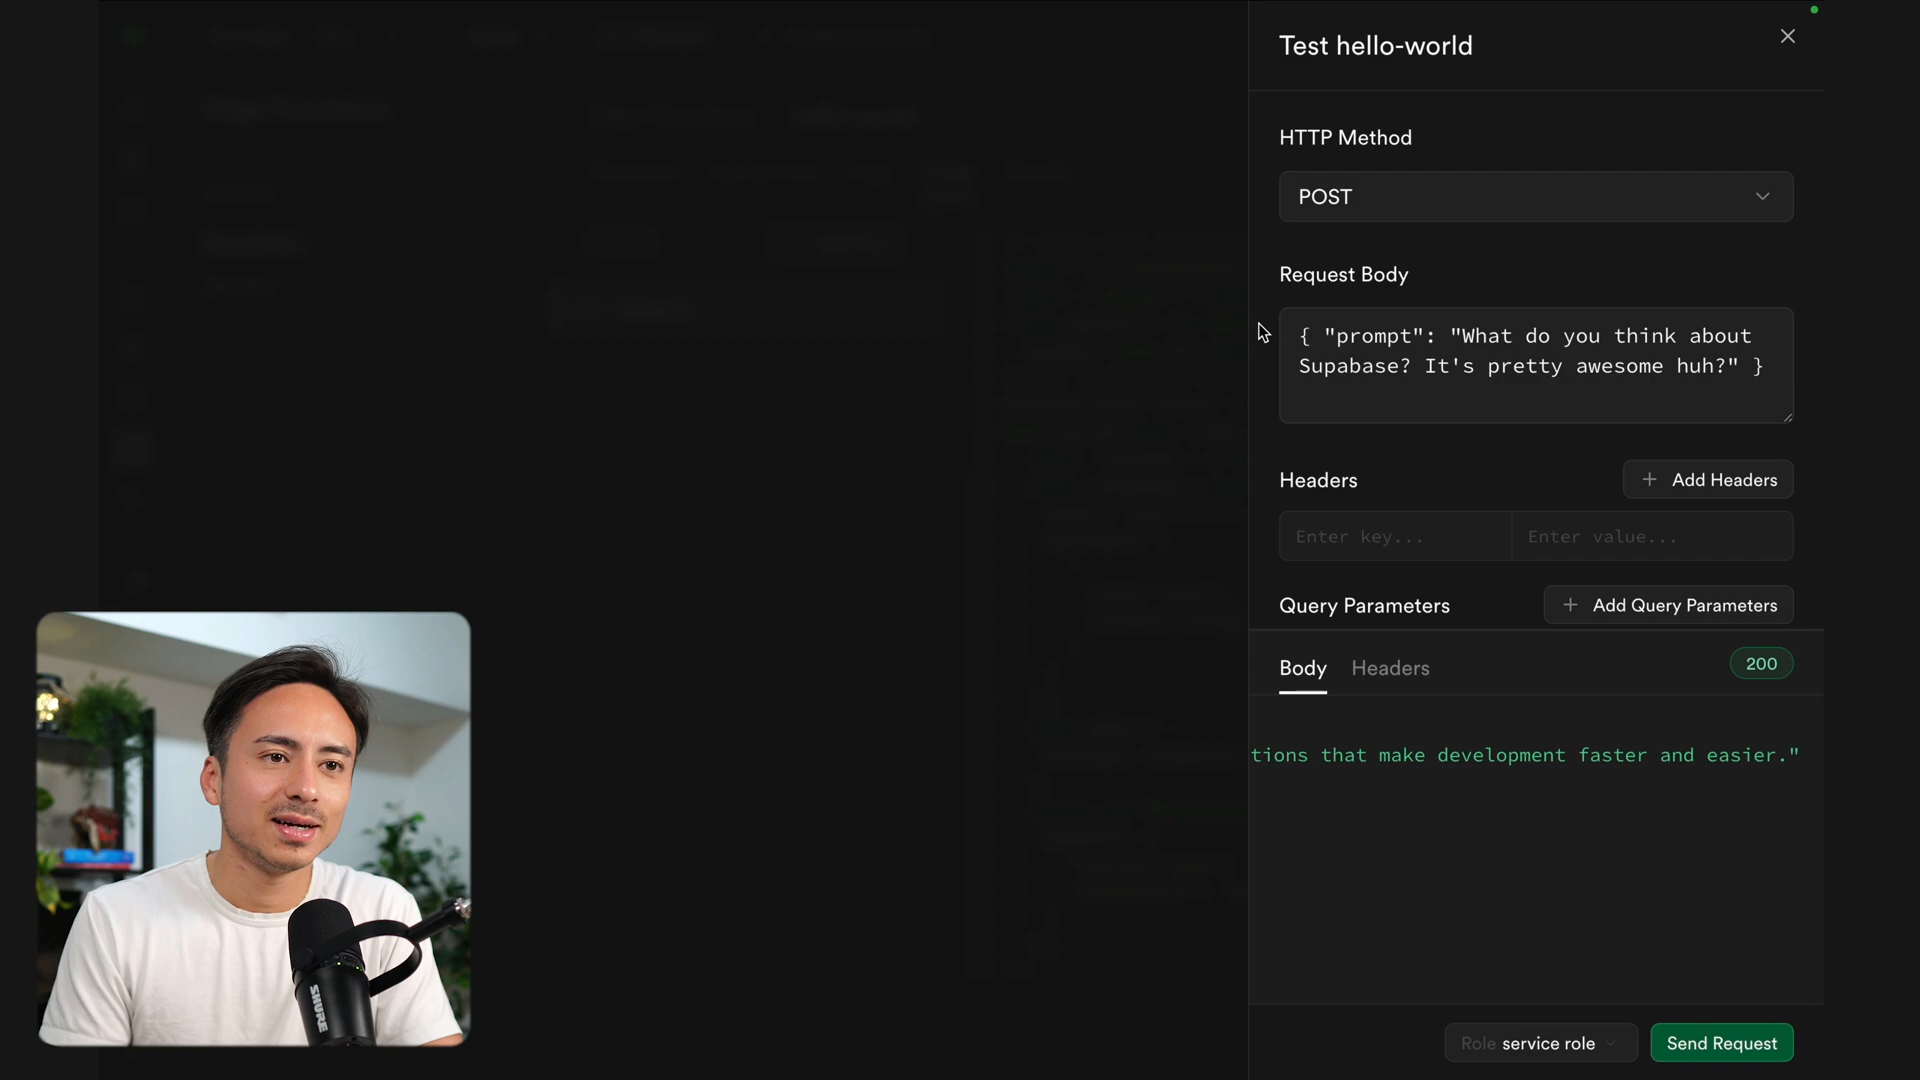 Test hello-world
HTTP Method
POST
Request Body
{ "prompt": "What do you think about
Supabase? It's pretty awesome huh?" }
Headers
Add Headers
Enter key...
Enter value...
Query Parameters
Add Query Parameters
Body
Headers
200
tions that make development faster and easier."
Role service role
Send Request
SHURE